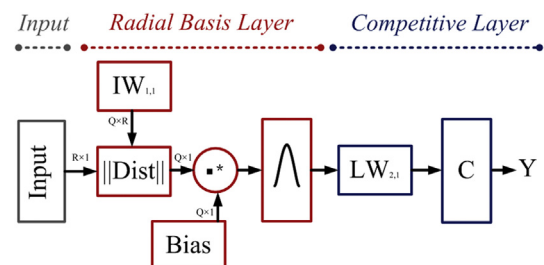 Input Radial Basis Layer Competitive Layer
IW1,1
Q×R
Input
R×1
||Dist||
Q×1
▪*
LW2,1
C
Y
Q×1
Bias